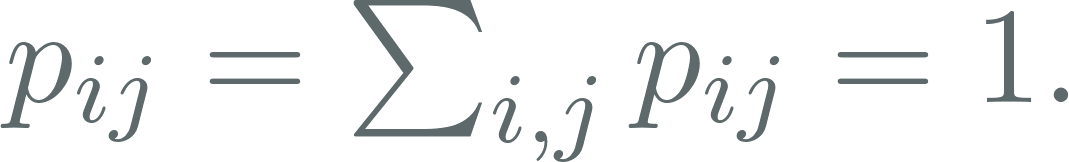 p_{ij} = \sum_{i,j} p_{ij} = 1.